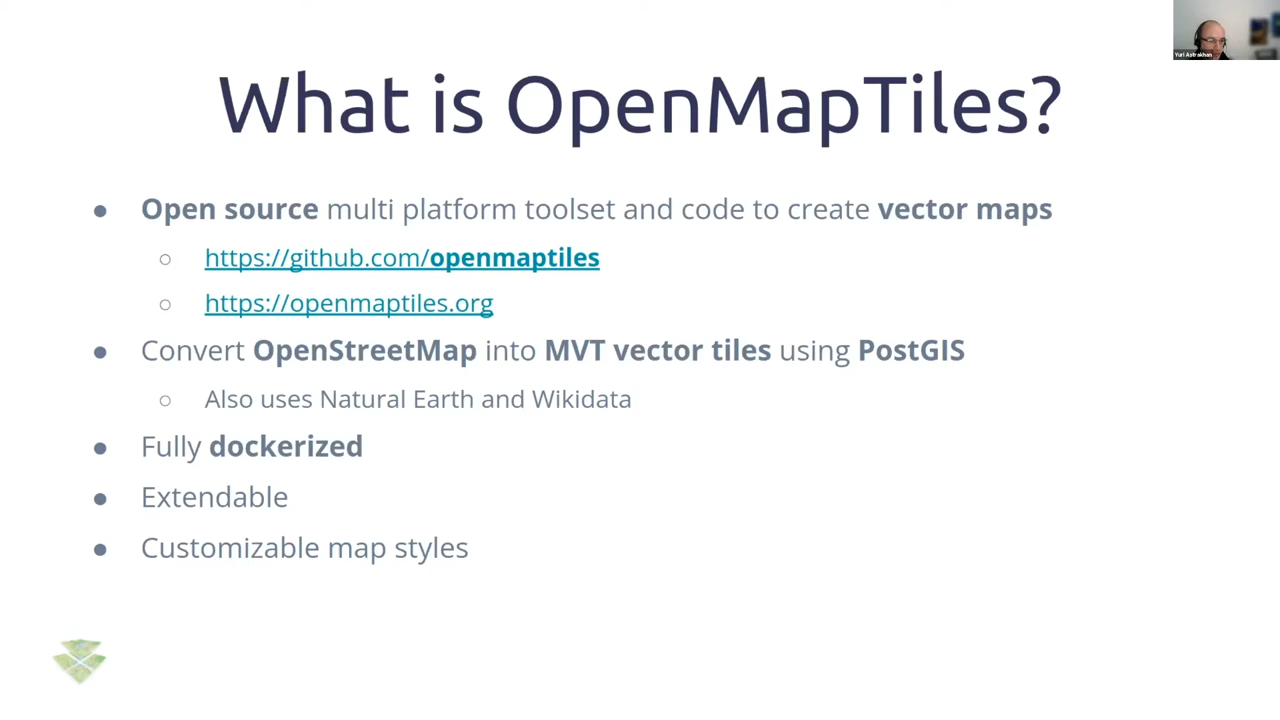 Yuri Astrakhan
What is OpenMapTiles?
Open source multi platform toolset and code to create vector maps
https://github.com/openmaptiles
https://openmaptiles.org
Convert OpenStreetMap into MVT vector tiles using PostGIS
Also uses Natural Earth and Wikidata
Fully dockerized
Extendable
Customizable map styles